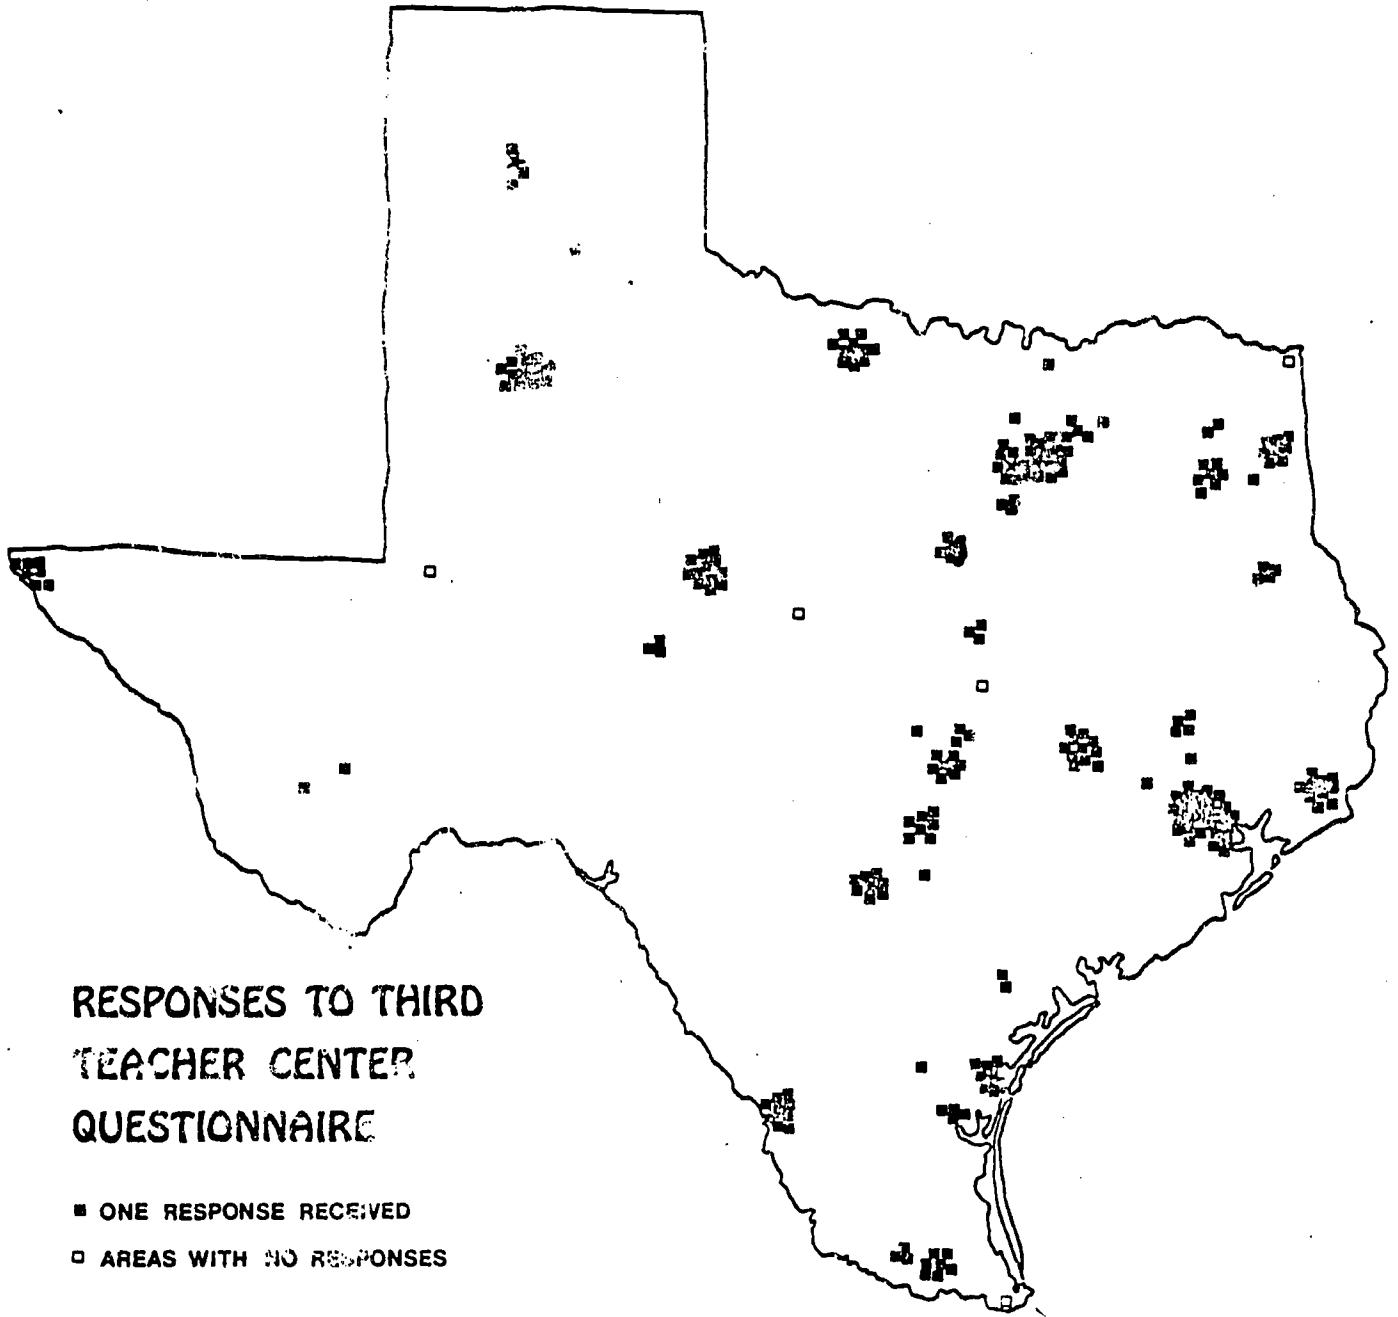 RESPONSES TO THIRD
TEACHER CENTER
QUESTIONNAIRE
ONE RESPONSE RECEIVED
AREAS WITH NO RESPONSES